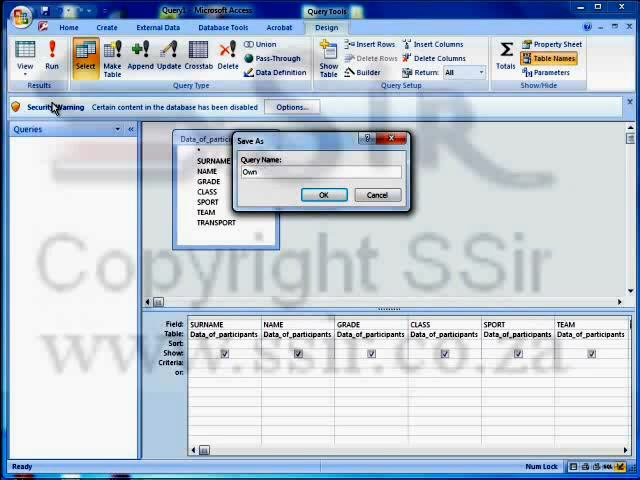 Query1 - Microsoft Access
Query Tools
Home
Create
External Data
Database Tools
Acrobat
Design
View
Run
Select
Make Table
Append
Update
Crosstab
Delete
Union
Pass-Through
Data Definition
Show Table
Insert Rows
Delete Rows
Builder
Insert Columns
Delete Columns
Return: All
Totals
Property Sheet
Table Names
Parameters
Results
Query Type
Query Setup
Show/Hide
Security Warning
Certain content in the database has been disabled
Options...
Queries
Data_of_partici
*
SURNAME
NAME
GRADE
CLASS
SPORT
TEAM
TRANSPORT
Save As
Query Name:
Own
OK
Cancel
SSIR
Copyright SSir
www.ssir.co.za
Field: SURNAME NAME GRADE CLASS SPORT TEAM
Table: Data_of_participants Data_of_participants Data_of_participants Data_of_participants Data_of_participants Data_of_participants
Sort:
Show:
Criteria:
or:
Ready
Num Lock
SQL